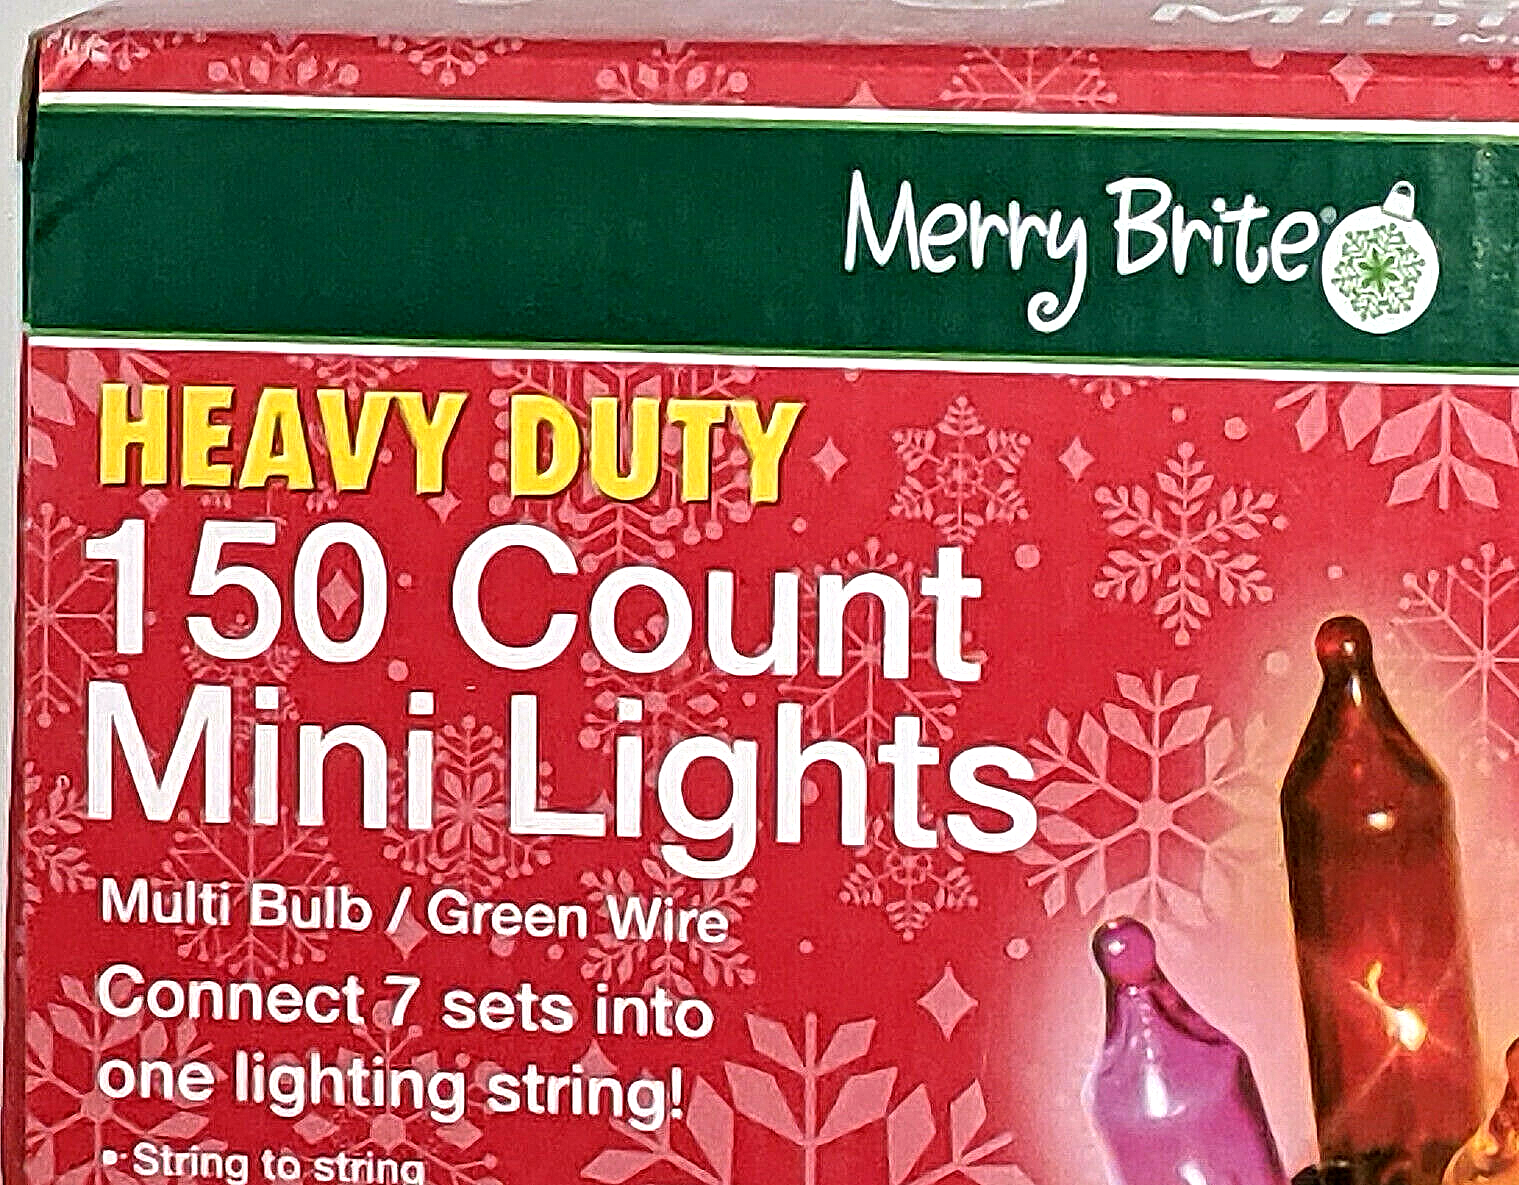 Merry Brite
HEAVY DUTY
150 Count
Mini Lights
Multi Bulb / Green Wire
Connect 7 sets into
one lighting string!
• String to string